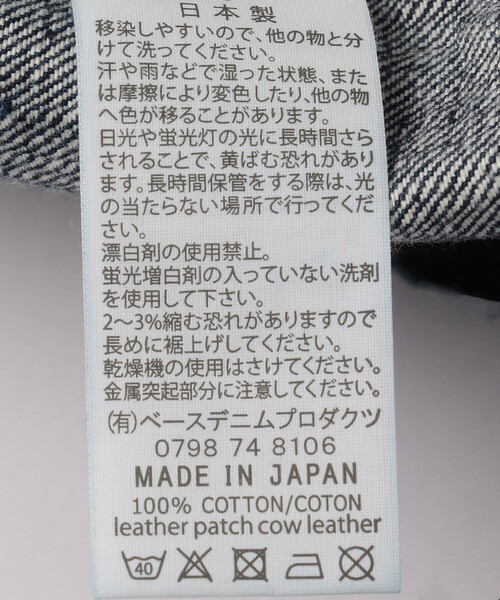 日本製
移染しやすいので、他の物と分
けて洗ってください。
汗や雨などで湿った状態、また
は摩擦により変色したり、他の物
へ色が移ることがあります。
日光や蛍光灯の光に長時間さら
されることで、黄ばむ恐れがあり
ます。長時間保管をする際は、光
の当たらない場所で行ってくだ
さい。
漂白剤の使用禁止。
蛍光増白剤の入っていない洗剤
を使用して下さい。
2〜3%縮む恐れがありますので
長めに裾上げしてください。
乾燥機の使用はさけてください。
金属突起部分に注意してください。
(有)ベースデニムプロダクツ
0798 74 8106
MADE IN JAPAN
100% COTTON/COTON
leather patch cow leather
40